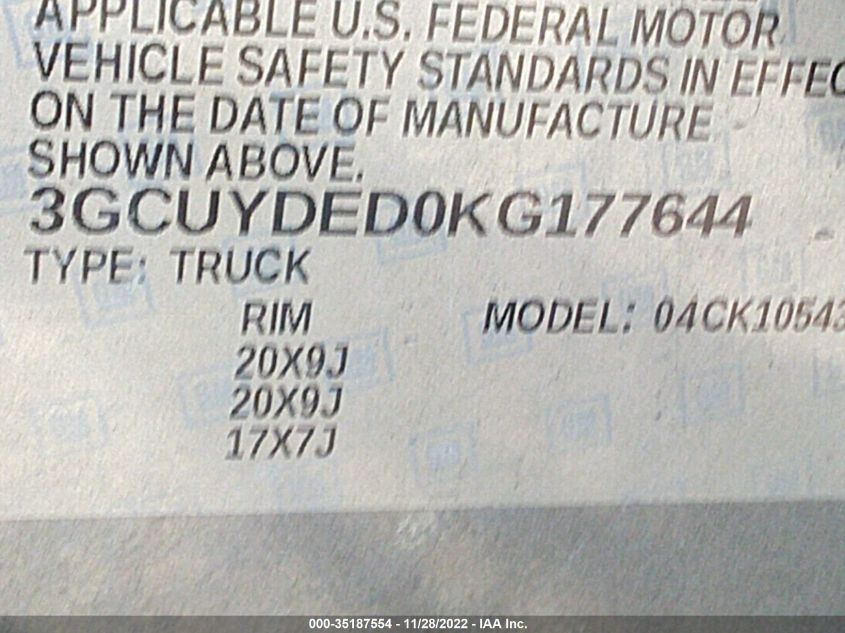 APPLICABLE U.S. FEDERAL MOTOR
VEHICLE SAFETY STANDARDS IN EFFEC
ON THE DATE OF MANUFACTURE
SHOWN ABOVE.
3GCUYDED0KG177644
TYPE: TRUCK
RIM MODEL: 04CK10543
20X9J
20X9J
17X7J
000-35187554 - 11/28/2022 - IAA Inc.